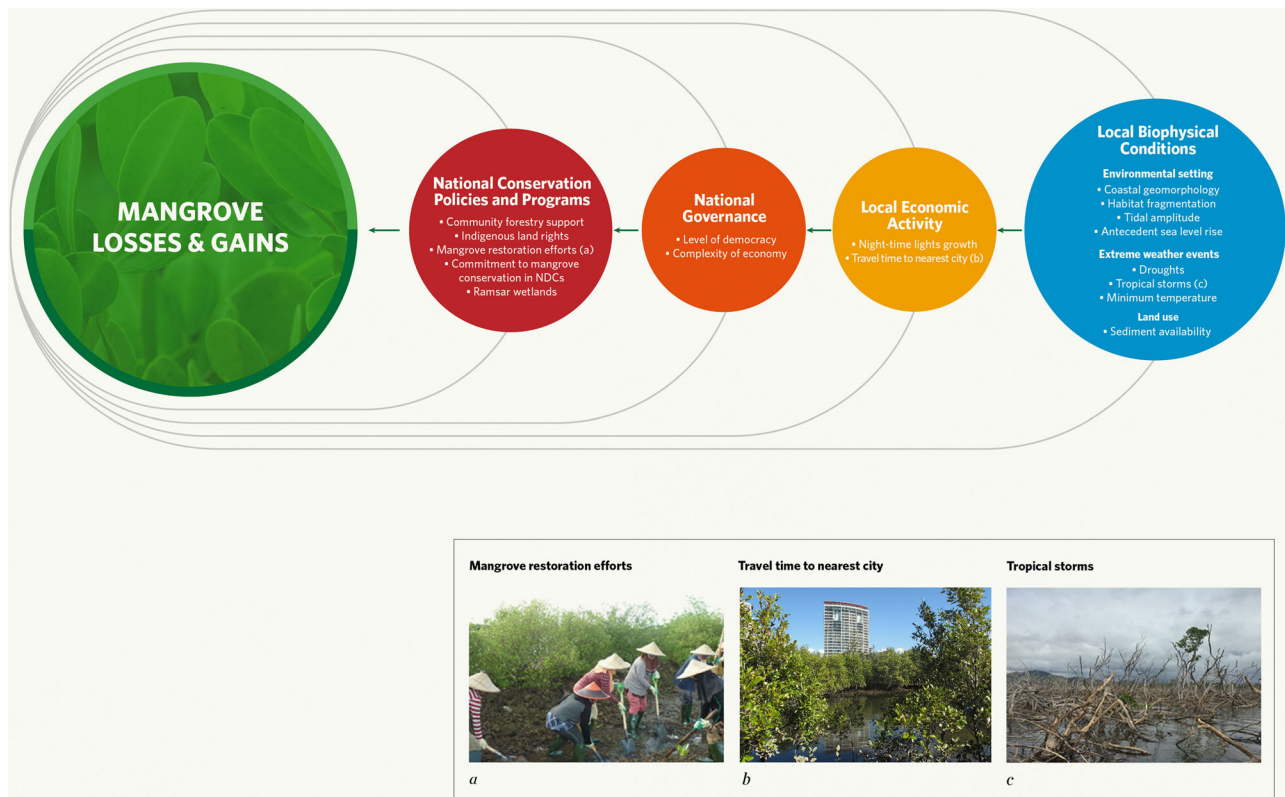 MANGROVE
LOSSES & GAINS
National Conservation
Policies and Programs
▪ Community forestry support
▪ Indigenous land rights
▪ Mangrove restoration efforts (a)
▪ Commitment to mangrove
conservation in NDCs
▪ Ramsar wetlands
National
Governance
▪ Level of democracy
▪ Complexity of economy
Local Economic
Activity
▪ Night-time lights growth
▪ Travel time to nearest city (b)
Local Biophysical
Conditions
Environmental setting
▪ Coastal geomorphology
▪ Habitat fragmentation
▪ Tidal amplitude
▪ Antecedent sea level rise
Extreme weather events
▪ Droughts
▪ Tropical storms (c)
▪ Minimum temperature
Land use
▪ Sediment availability
Mangrove restoration efforts
Travel time to nearest city
Tropical storms
a
b
c